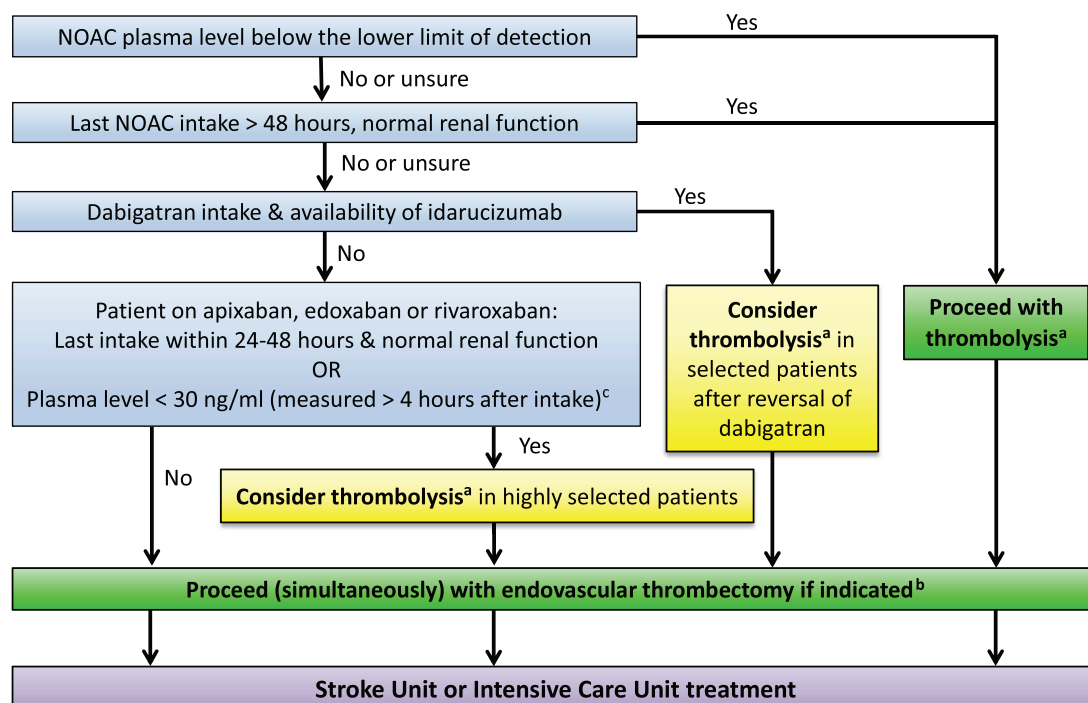 NOAC plasma level below the lower limit of detection
Yes
No or unsure
Last NOAC intake > 48 hours, normal renal function
Yes
No or unsure
Dabigatran intake & availability of idarucizumab
Yes
No
Patient on apixaban, edoxaban or rivaroxaban:
Last intake within 24-48 hours & normal renal function
OR
Plasma level < 30 ng/ml (measured > 4 hours after intake)ᶜ
Consider
thrombolysisᵃ in
selected patients
after reversal of
dabigatran
Proceed with
thrombolysisᵃ
No
Yes
Consider thrombolysisᵃ in highly selected patients
Proceed (simultaneously) with endovascular thrombectomy if indicatedᵇ
Stroke Unit or Intensive Care Unit treatment